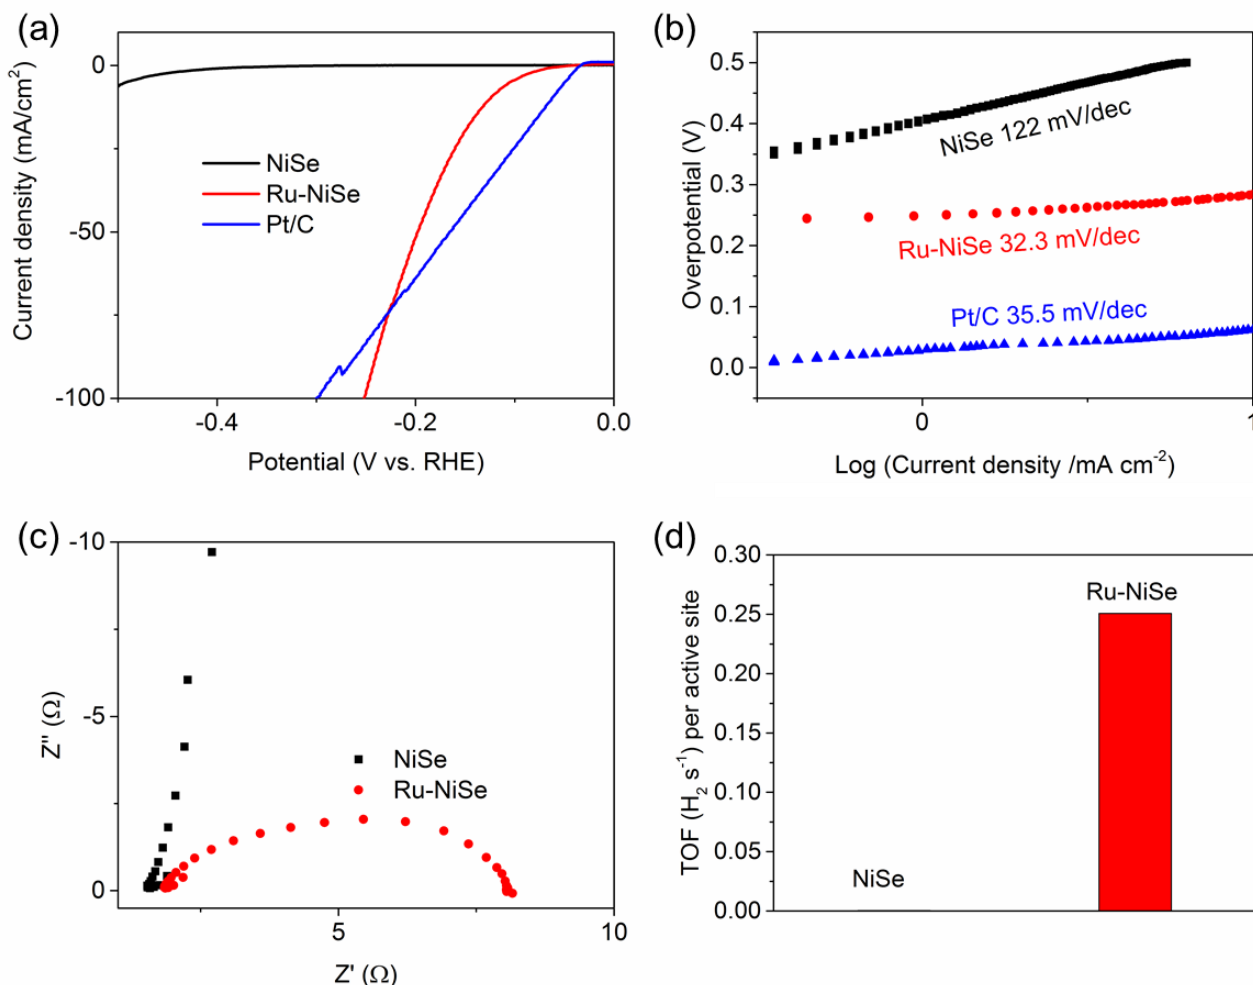 (a)
Current density (mA/cm²)
0
-50
-100
NiSe
Ru-NiSe
Pt/C
-0.4
-0.2
0.0
Potential (V vs. RHE)
(b)
Overpotential (V)
0.5
0.4
0.3
0.2
0.1
0.0
NiSe 122 mV/dec
Ru-NiSe 32.3 mV/dec
Pt/C 35.5 mV/dec
0
1
Log (Current density /mA cm⁻²)
(c)
Z'' (Ω)
-10
-5
0
NiSe
Ru-NiSe
5
10
Z' (Ω)
(d)
TOF (H₂ s⁻¹) per active site
0.30
0.25
0.20
0.15
0.10
0.05
0.00
NiSe
Ru-NiSe